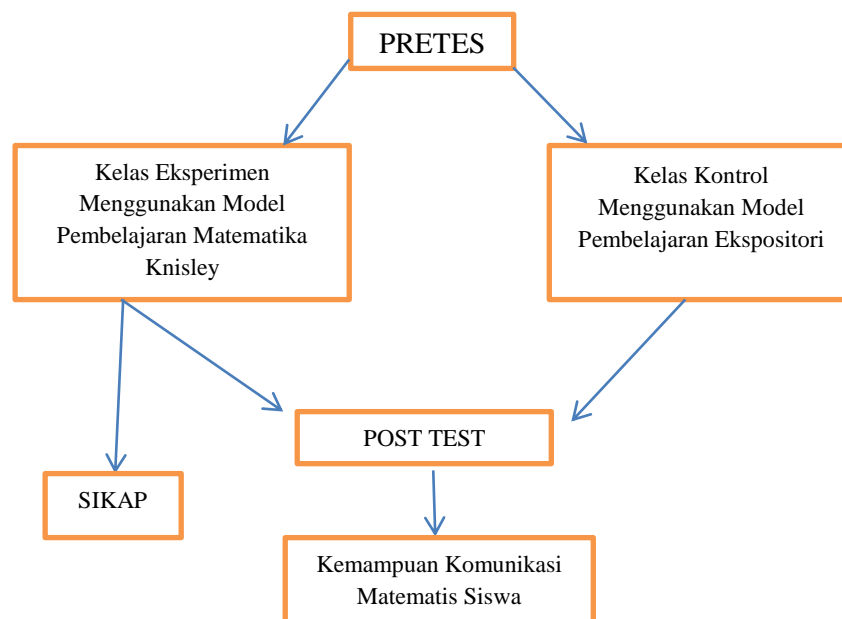 PRETES
Kelas Eksperimen
Menggunakan Model
Pembelajaran Matematika
Knisley
Kelas Kontrol
Menggunakan Model
Pembelajaran Ekspositori
POST TEST
SIKAP
Kemampuan Komunikasi
Matematis Siswa